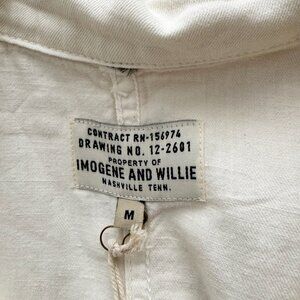 CONTRACT RN-156974
DRAWING NO. 12-2601
PROPERTY OF
IMOGENE AND WILLIE
NASHVILLE TENN.
M